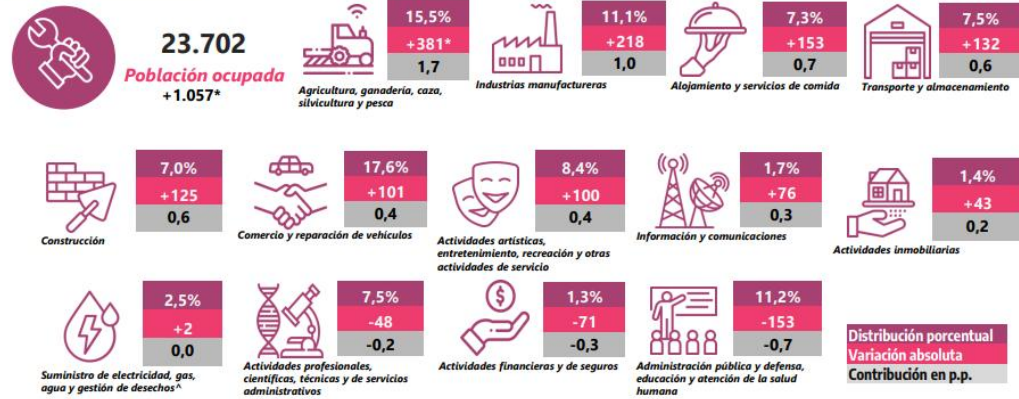 23.702
Población ocupada
+1.057*
15,5%
+381*
1,7
Agricultura, ganadería, caza,
silvicultura y pesca
11,1%
+218
1,0
Industrias manufactureras
7,3%
+153
0,7
Alojamiento y servicios de comida
7,5%
+132
0,6
Transporte y almacenamiento
7,0%
+125
0,6
Construcción
17,6%
+101
0,4
Comercio y reparación de vehículos
8,4%
+100
0,4
Actividades artísticas,
entretenimiento, recreación y otras
actividades de servicio
1,7%
+76
0,3
Información y comunicaciones
1,4%
+43
0,2
Actividades inmobiliarias
2,5%
+2
0,0
Suministro de electricidad, gas,
agua y gestión de desechos^
7,5%
-48
-0,2
Actividades profesionales,
científicas, técnicas y de servicios
administrativos
$
1,3%
-71
-0,3
Actividades financieras y de seguros
11,2%
-153
-0,7
Administración pública y defensa,
educación y atención de la salud
humana
Distribución porcentual
Variación absoluta
Contribución en p.p.